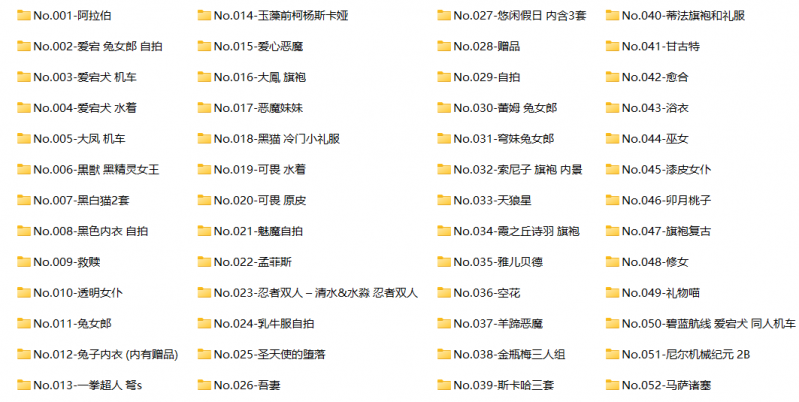 No.001-阿拉伯
No.002-爱宕 兔女郎 自拍
No.003-爱宕犬 机车
No.004-爱宕犬 水着
No.005-大凤 机车
No.006-黑獣 黑精灵女王
No.007-黑白猫2套
No.008-黑色内衣 自拍
No.009-救赎
No.010-透明女仆
No.011-兔女郎
No.012-兔子内衣 (内有赠品)
No.013-一拳超人 弩s
No.014-玉藻前柯杨斯卡娅
No.015-爱心恶魔
No.016-大鳳 旗袍
No.017-恶魔妹妹
No.018-黑猫 冷门小礼服
No.019-可畏 水着
No.020-可畏 原皮
No.021-魅魔自拍
No.022-孟菲斯
No.023-忍者双人 – 清水&水淼 忍者双人
No.024-乳牛服自拍
No.025-圣天使的堕落
No.026-吾妻
No.027-悠闲假日 内含3套
No.028-赠品
No.029-自拍
No.030-蕾姆 兔女郎
No.031-穹妹兔女郎
No.032-索尼子 旗袍 内景
No.033-天狼星
No.034-霞之丘诗羽 旗袍
No.035-雅儿贝德
No.036-空花
No.037-羊蹄恶魔
No.038-金瓶梅三人组
No.039-斯卡哈三套
No.040-蒂法旗袍和礼服
No.041-甘古特
No.042-愈合
No.043-浴衣
No.044-巫女
No.045-漆皮女仆
No.046-卯月桃子
No.047-旗袍复古
No.048-修女
No.049-礼物喵
No.050-碧蓝航线 爱宕犬 同人机车
No.051-尼尔机械纪元 2B
No.052-马萨诸塞